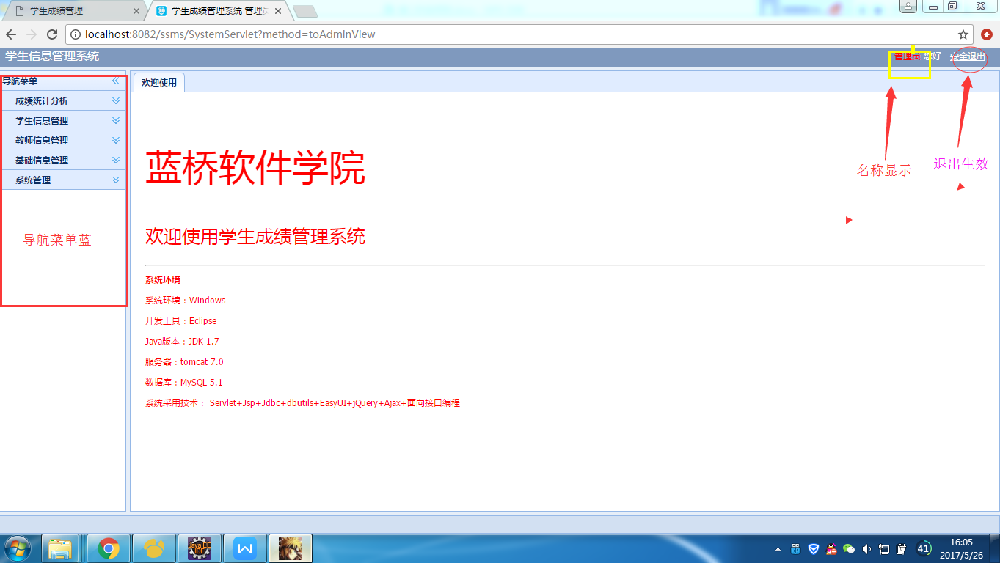 学生成绩管理
学生成绩管理系统 管理员
localhost:8082/ssms/SystemServlet?method=toAdminView
学生信息管理系统
管理员 您好 安全退出
导航菜单
欢迎使用
成绩统计分析
学生信息管理
教师信息管理
基础信息管理
系统管理
导航菜单蓝
名称显示
退出生效
蓝桥软件学院
欢迎使用学生成绩管理系统
系统环境
系统环境：Windows
开发工具：Eclipse
Java版本：JDK 1.7
服务器：tomcat 7.0
数据库：MySQL 5.1
系统采用技术： Servlet+Jsp+Jdbc+dbutils+EasyUI+jQuery+Ajax+面向接口编程
Java EE
IDE
41
16:05
2017/5/26